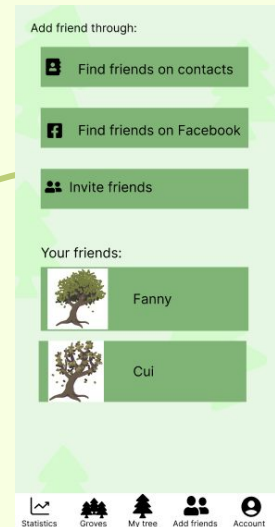 Add friend through:
Find friends on contacts
Find friends on Facebook
Invite friends
Your friends:
Fanny
Cui
Statistics Groves My tree Add friends Account